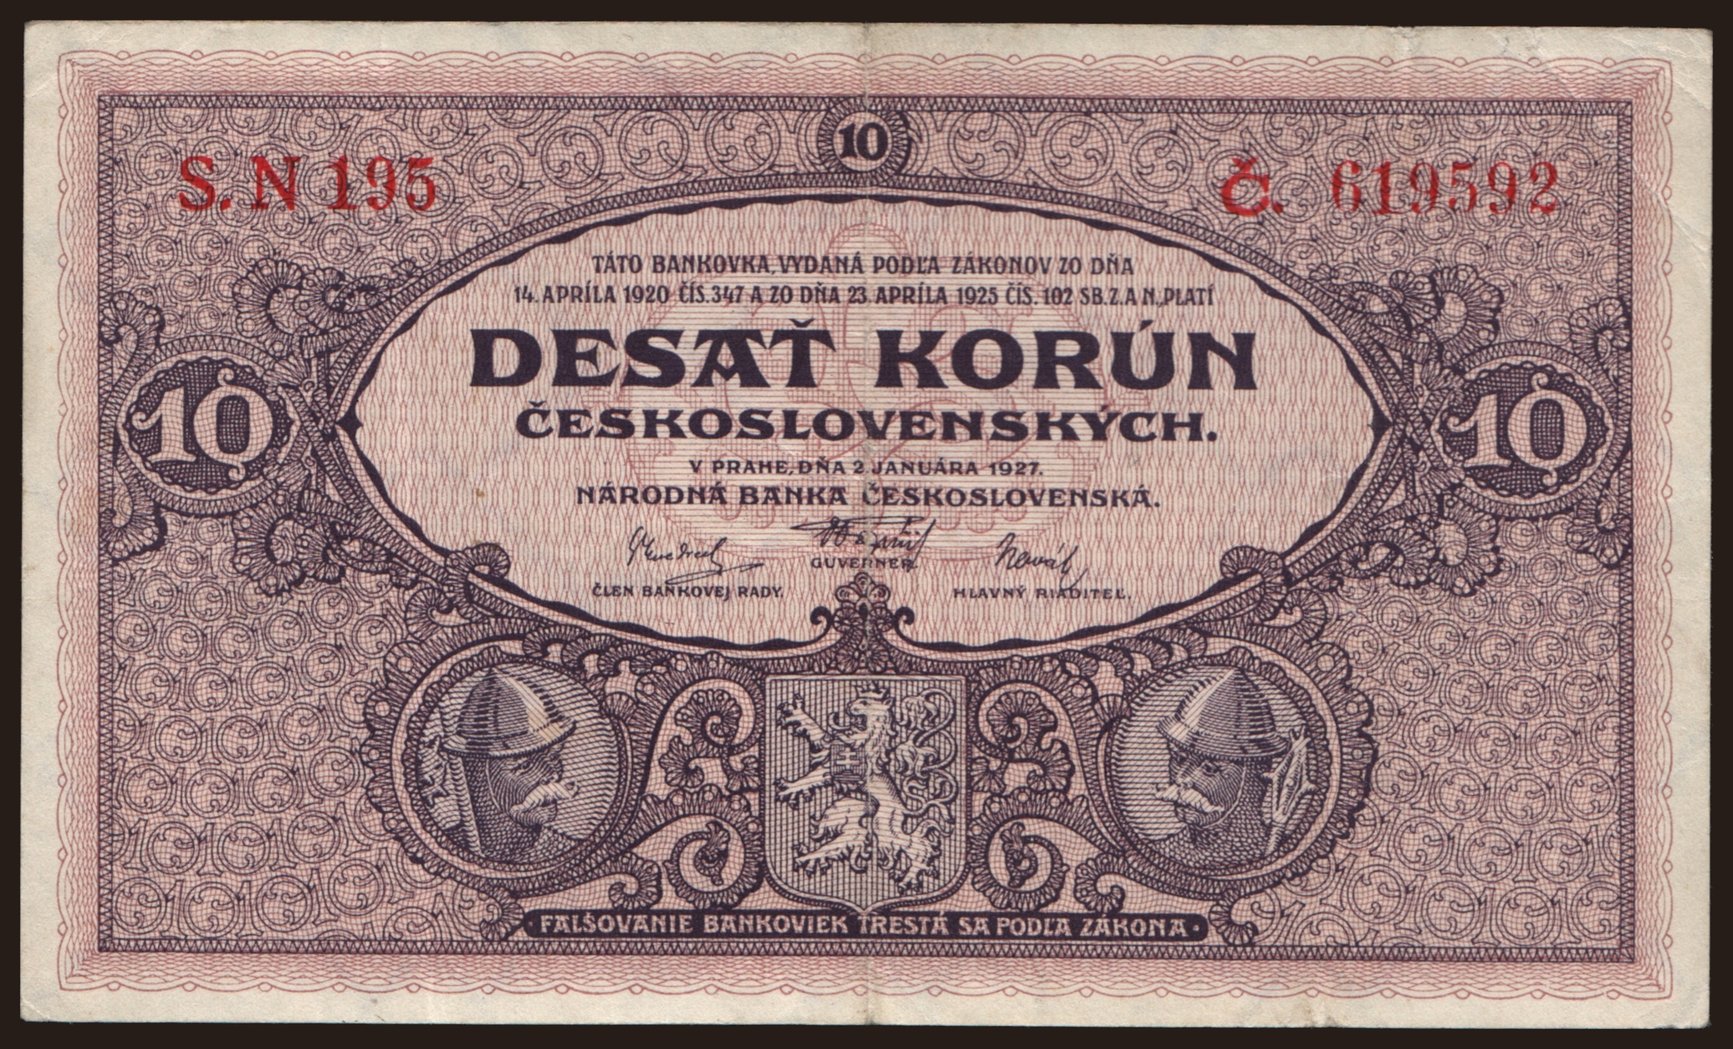 10
S. N 195
Č. 619592
TÁTO BANKOVKA, VYDANÁ PODĽA ZÁKONOV ZO DŇA
14. APRÍLA 1920 ČÍS. 347 A ZO DŇA 23. APRÍLA 1925 ČÍS. 102 SB. Z. A N., PLATÍ
DESAŤ KORÚN
ČESKOSLOVENSKÝCH.
10
10
V PRAHE, DŇA 2. JANUÁRA 1927.
NÁRODNÁ BANKA ČESKOSLOVENSKÁ.
GUVERNER.
ČLEN BANKOVEJ RADY.
HLAVNÝ RIADITEĽ.
FALŠOVANIE BANKOVIEK TRESTÁ SA PODĽA ZÁKONA